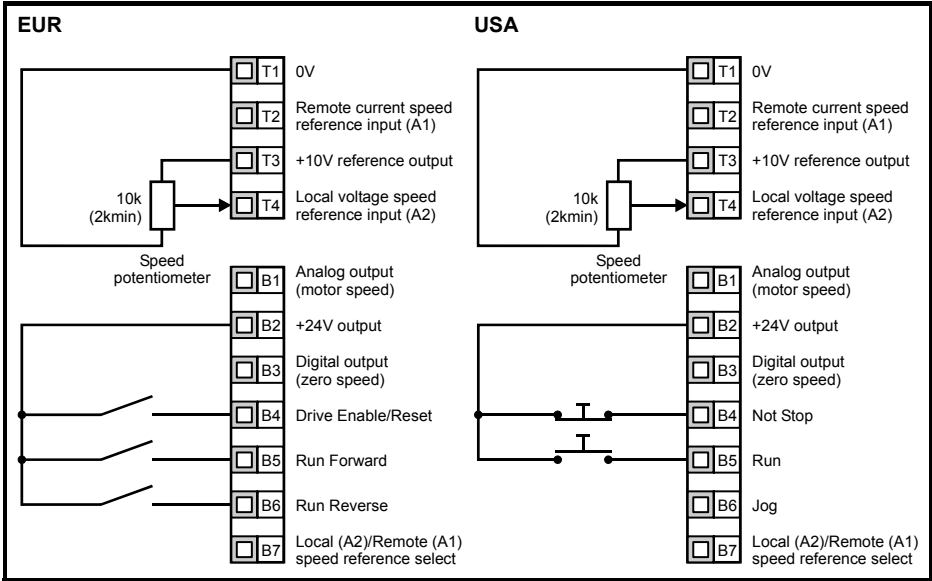 EUR
T1 0V
T2 Remote current speed
reference input (A1)
T3 +10V reference output
10k
(2kmin)
T4 Local voltage speed
reference input (A2)
Speed
potentiometer
B1 Analog output
(motor speed)
B2 +24V output
B3 Digital output
(zero speed)
B4 Drive Enable/Reset
B5 Run Forward
B6 Run Reverse
B7 Local (A2)/Remote (A1)
speed reference select
USA
T1 0V
T2 Remote current speed
reference input (A1)
T3 +10V reference output
10k
(2kmin)
T4 Local voltage speed
reference input (A2)
Speed
potentiometer
B1 Analog output
(motor speed)
B2 +24V output
B3 Digital output
(zero speed)
B4 Not Stop
B5 Run
B6 Jog
B7 Local (A2)/Remote (A1)
speed reference select